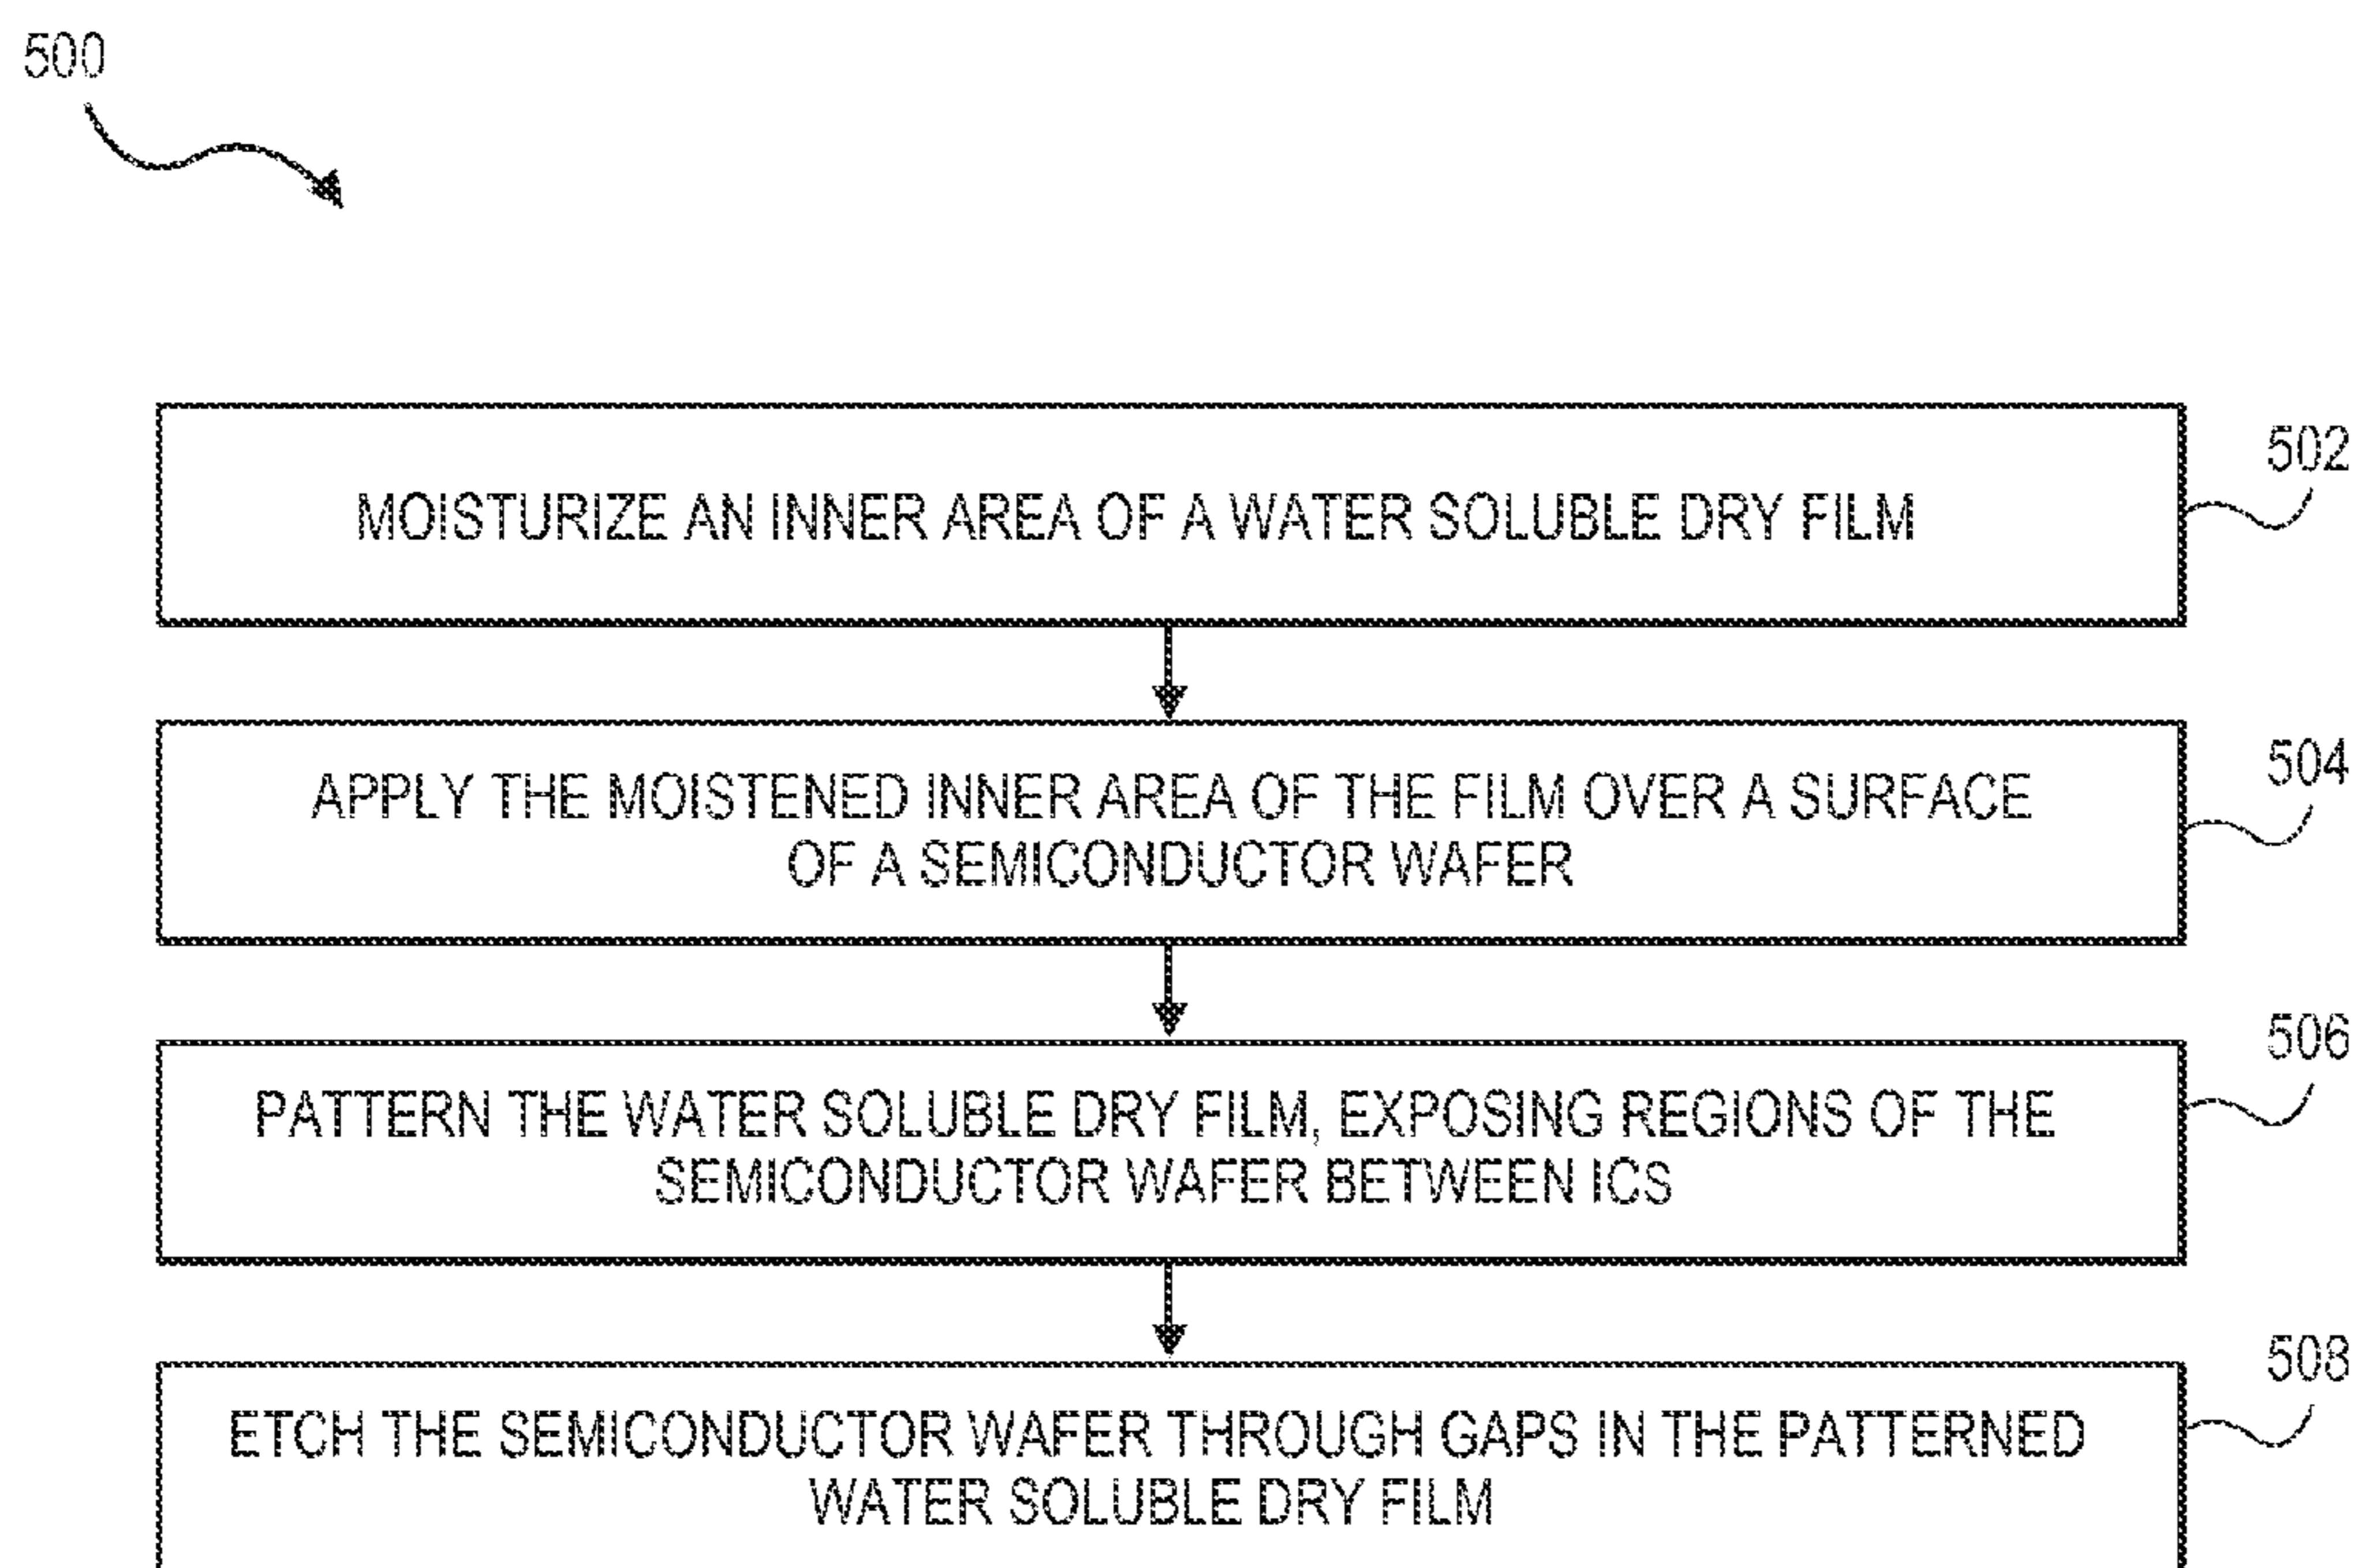 500
502
MOISTURIZE AN INNER AREA OF A WATER SOLUBLE DRY FILM
504
APPLY THE MOISTENED INNER AREA OF THE FILM OVER A SURFACE
OF A SEMICONDUCTOR WAFER
506
PATTERN THE WATER SOLUBLE DRY FILM, EXPOSING REGIONS OF THE
SEMICONDUCTOR WAFER BETWEEN ICS
508
ETCH THE SEMICONDUCTOR WAFER THROUGH GAPS IN THE PATTERNED
WATER SOLUBLE DRY FILM